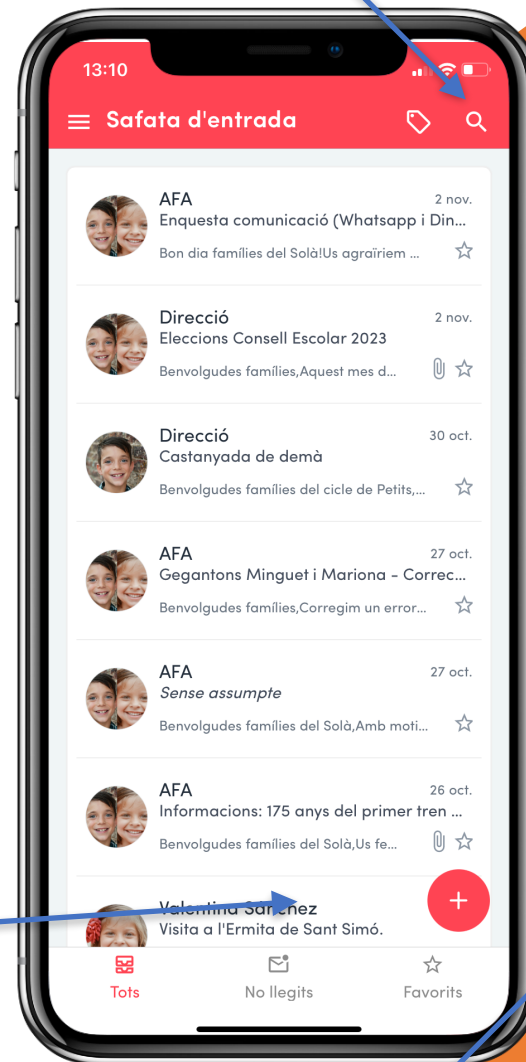 13:10
Safata d'entrada
AFA
2 nov.
Enquesta comunicació (Whatsapp i Din...
Bon dia famílies del Solà!Us agraïriem ...
Direcció
2 nov.
Eleccions Consell Escolar 2023
Benvolgudes famílies,Aquest mes d...
Direcció
30 oct.
Castanyada de demà
Benvolgudes famílies del cicle de Petits,...
AFA
27 oct.
Gegantons Minguet i Mariona - Correc...
Benvolgudes famílies,Corregim un error...
AFA
27 oct.
Sense assumpte
Benvolgudes famílies del Solà,Amb moti...
AFA
26 oct.
Informacions: 175 anys del primer tren ...
Benvolgudes famílies del Solà,Us fe...
Valentina Sánchez
Visita a l'Ermita de Sant Simó.
Tots
No llegits
Favorits